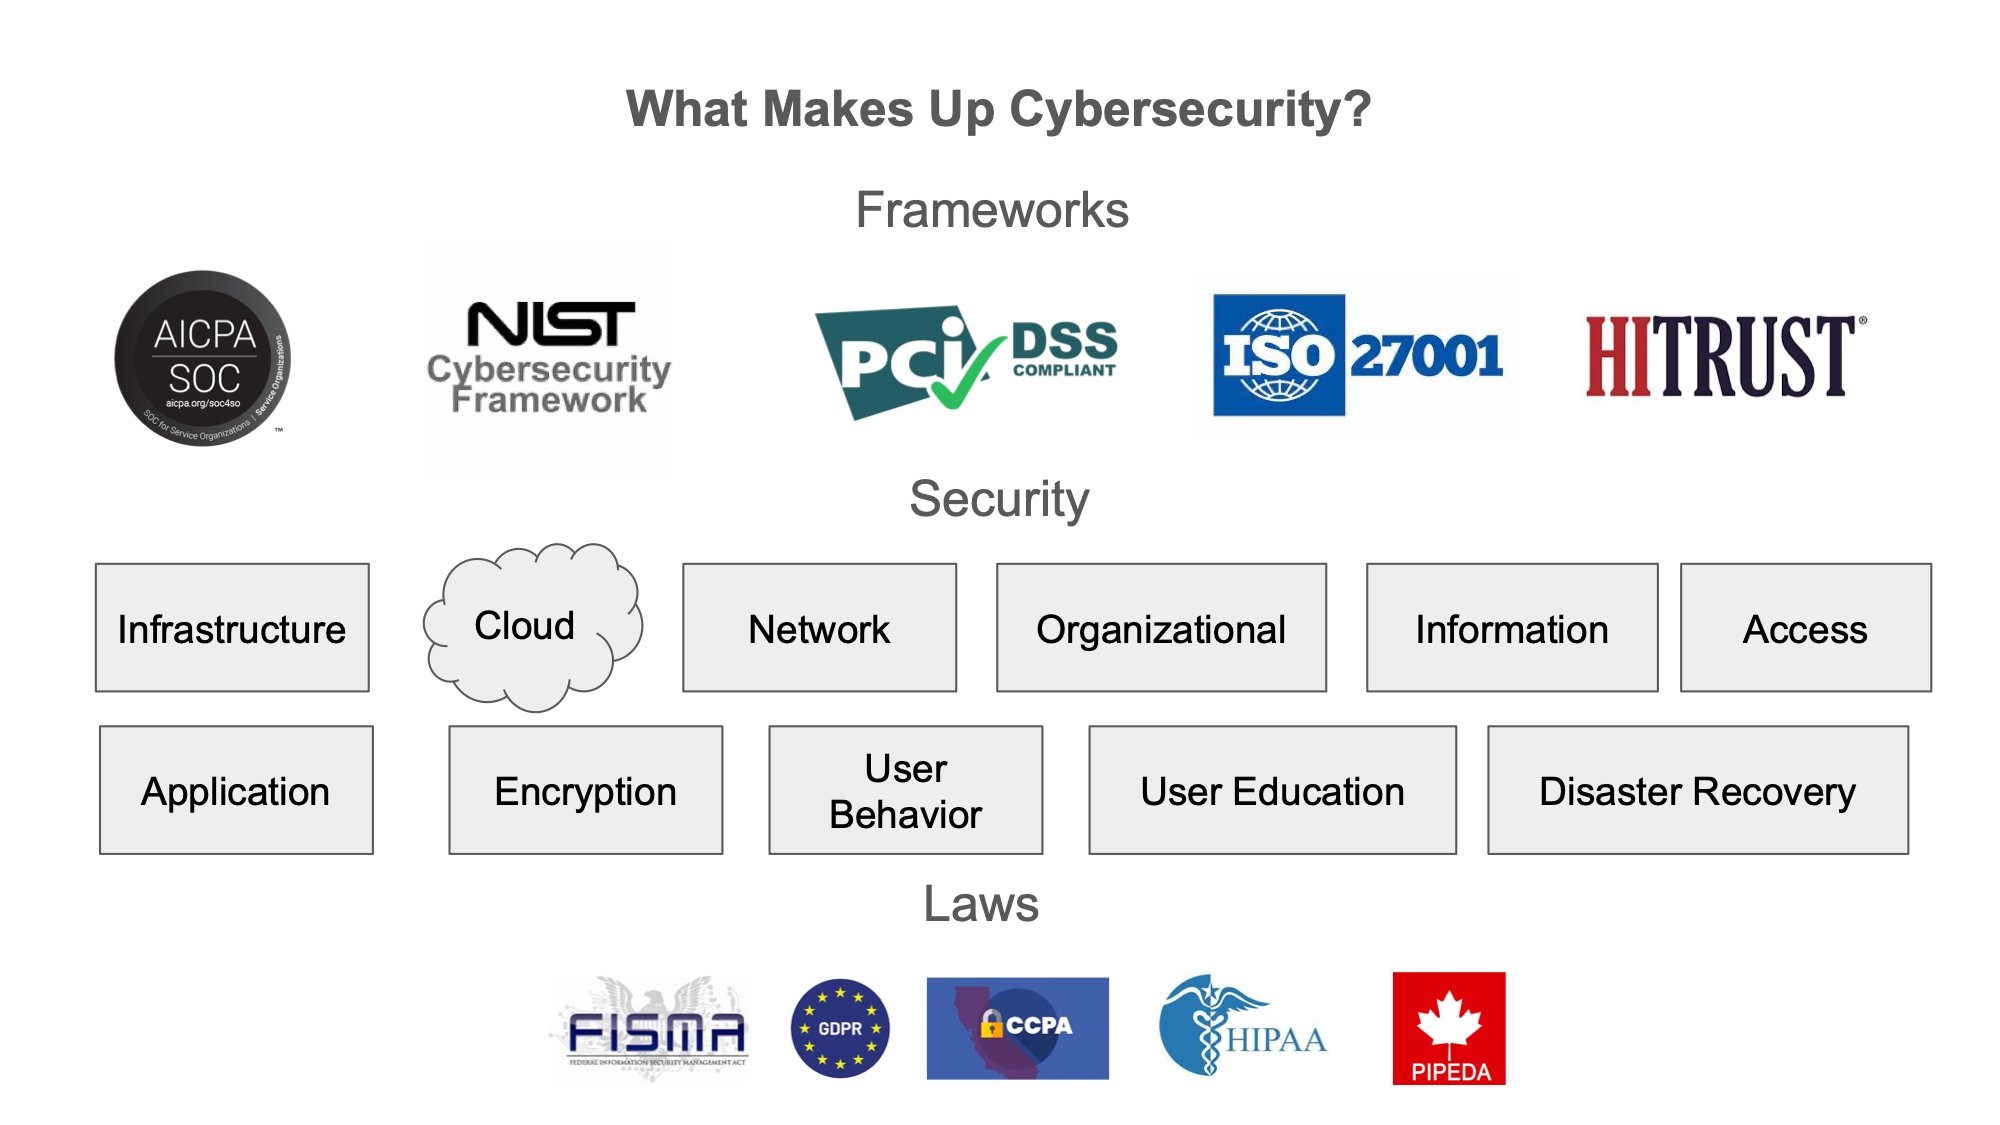 What Makes Up Cybersecurity?
Frameworks
AICPA
SOC
aicpa.org/soc4so
SOC for Service Organizations | Service Organizations
™
NIST
Cybersecurity
Framework
PCi DSS
COMPLIANT
ISO 27001
HITRUST®
Security
Infrastructure
Cloud
Network
Organizational
Information
Access
Application
Encryption
User
Behavior
User Education
Disaster Recovery
Laws
FISMA
FEDERAL INFORMATION SECURITY MANAGEMENT ACT
GDPR
CCPA
HIPAA
PIPEDA